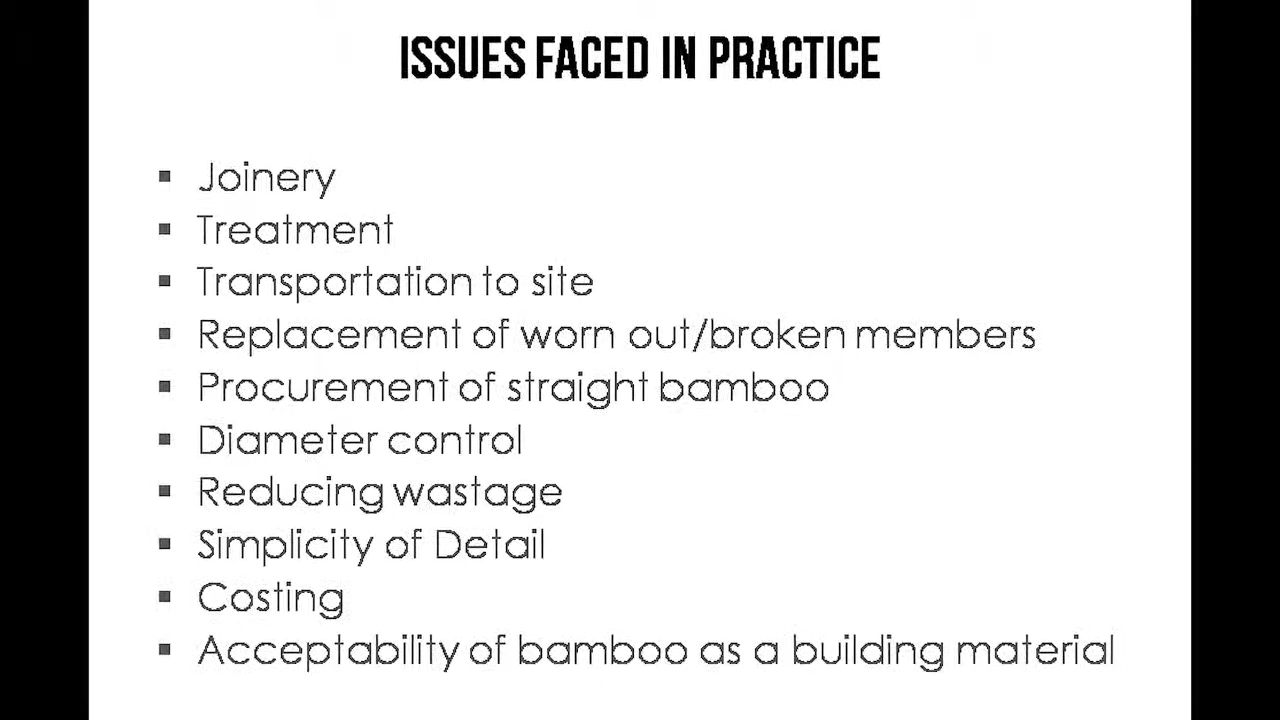 ISSUES FACED IN PRACTICE
▪ Joinery
▪ Treatment
▪ Transportation to site
▪ Replacement of worn out/broken members
▪ Procurement of straight bamboo
▪ Diameter control
▪ Reducing wastage
▪ Simplicity of Detail
▪ Costing
▪ Acceptability of bamboo as a building material